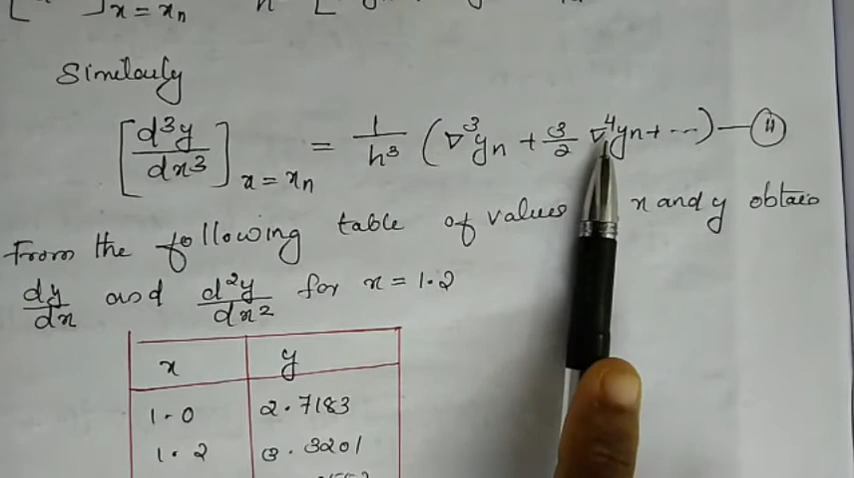 ]x = xn
Similarly
[d³y/dx³]x = xn = 1/h³ (∇³yn + 3/2 ∇⁴yn + ...) — (11)
From the following table of values x and y obtain
dy/dx and d²y/dx² for x = 1.2
x y
1.0 2.7183
1.2 3.3201